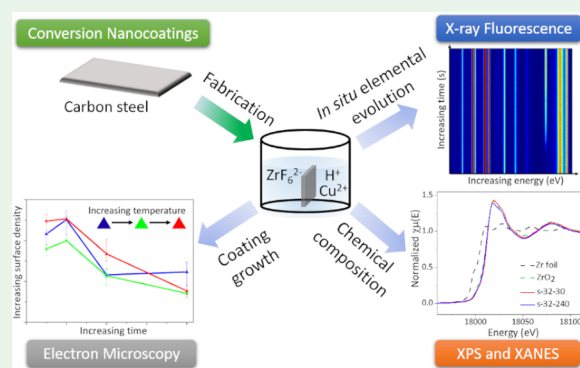 Conversion Nanocoatings
Carbon steel
Fabrication
X-ray Fluorescence
In situ elemental
evolution
Increasing time (s)
Increasing energy (eV)
ZrF₆²⁻
H⁺
Cu²⁺
Increasing surface density
Increasing temperature
Increasing time
Coating
growth
Electron Microscopy
Chemical
composition
Normalized χμ(E)
1.5
1.0
0.5
0.0
Zr foil
ZrO₂
s-32-30
s-32-240
18000
18050
18100
Energy (eV)
XPS and XANES